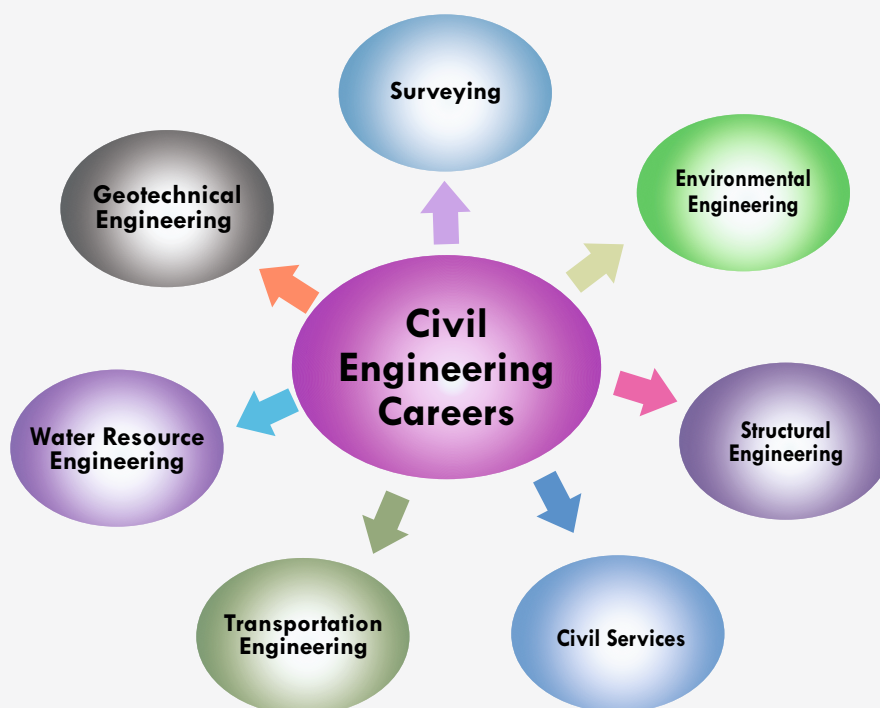 Surveying
Environmental
Engineering
Geotechnical
Engineering
Civil
Engineering
Careers
Structural
Engineering
Water Resource
Engineering
Transportation
Engineering
Civil Services